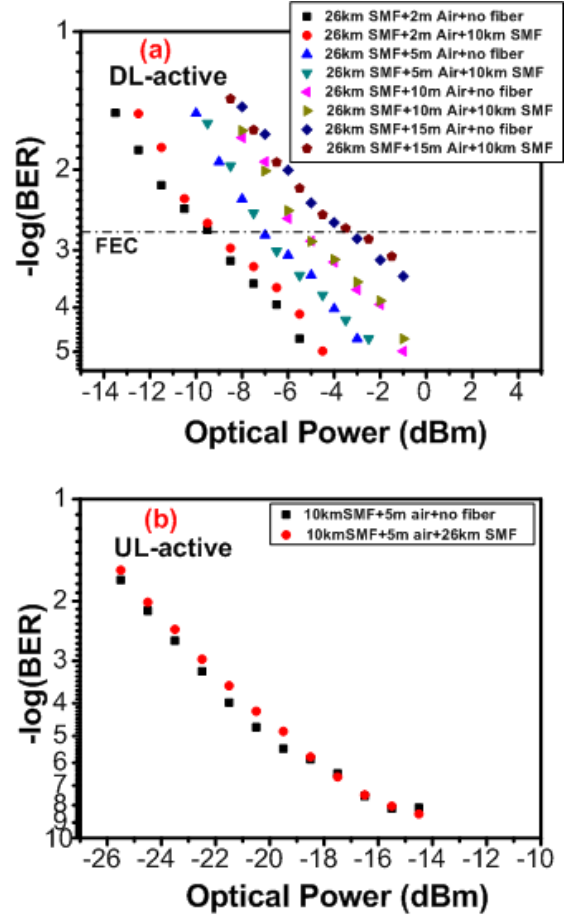 1
(a)
DL-active
26km SMF+2m Air+no fiber
26km SMF+2m Air+10km SMF
26km SMF+5m Air+no fiber
26km SMF+5m Air+10km SMF
26km SMF+10m Air+no fiber
26km SMF+10m Air+10km SMF
26km SMF+15m Air+no fiber
26km SMF+15m Air+10km SMF
2
-log(BER)
FEC
3
4
5
-14 -12 -10 -8 -6 -4 -2 0 2 4
Optical Power (dBm)
1
(b)
UL-active
10kmSMF+5m air+no fiber
10kmSMF+5m air+26km SMF
2
-log(BER)
3
4
5
6
7
8
9
10
-26 -24 -22 -20 -18 -16 -14 -12 -10
Optical Power (dBm)